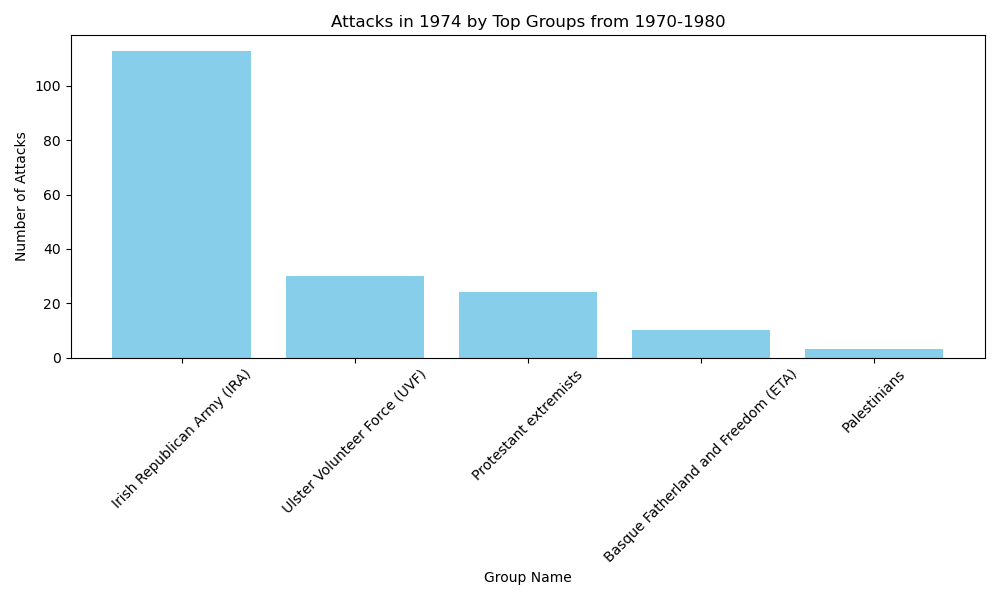 Attacks in 1974 by Top Groups from 1970-1980
Number of Attacks
100
80
60
40
20
0
Irish Republican Army (IRA)
Ulster Volunteer Force (UVF)
Protestant extremists
Basque Fatherland and Freedom (ETA)
Palestinians
Group Name